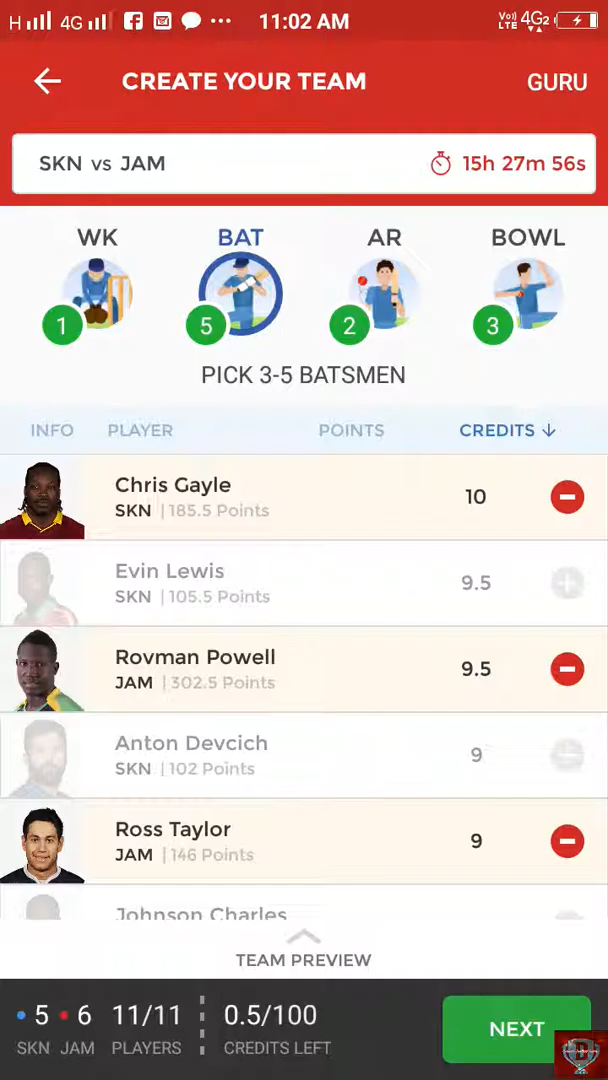 H 4G 11:02 AM Vo) LTE 4G2
CREATE YOUR TEAM GURU
SKN vs JAM 15h 27m 56s
WK BAT AR BOWL
1 5 2 3
PICK 3-5 BATSMEN
INFO PLAYER POINTS CREDITS ↓
Chris Gayle
SKN | 185.5 Points 10
Evin Lewis
SKN | 105.5 Points 9.5
Rovman Powell
JAM | 302.5 Points 9.5
Anton Devcich
SKN | 102 Points 9
Ross Taylor
JAM | 146 Points 9
Johnson Charles
TEAM PREVIEW
5 6 11/11 0.5/100 NEXT
SKN JAM PLAYERS CREDITS LEFT